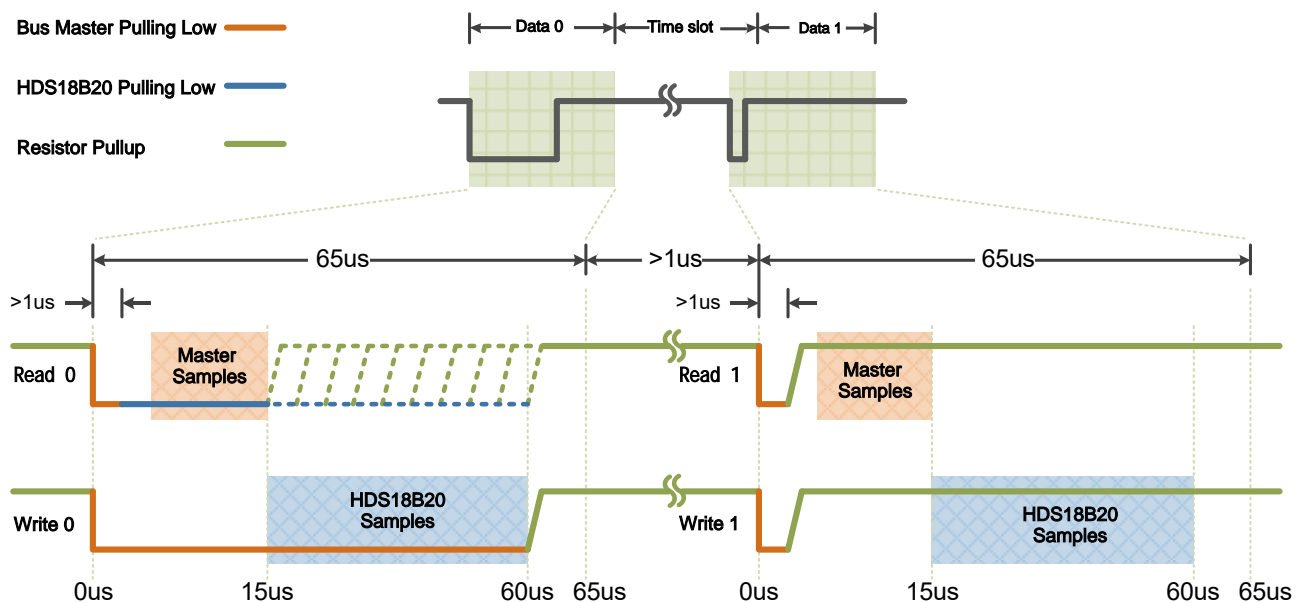 Bus Master Pulling Low
HDS18B20 Pulling Low
Resistor Pullup
Data 0
Time slot
Data 1
65us
>1us
65us
>1us
>1us
Read 0
Master
Samples
Read 1
Master
Samples
Write 0
HDS18B20
Samples
Write 1
HDS18B20
Samples
0us
15us
60us
65us
0us
15us
60us
65us